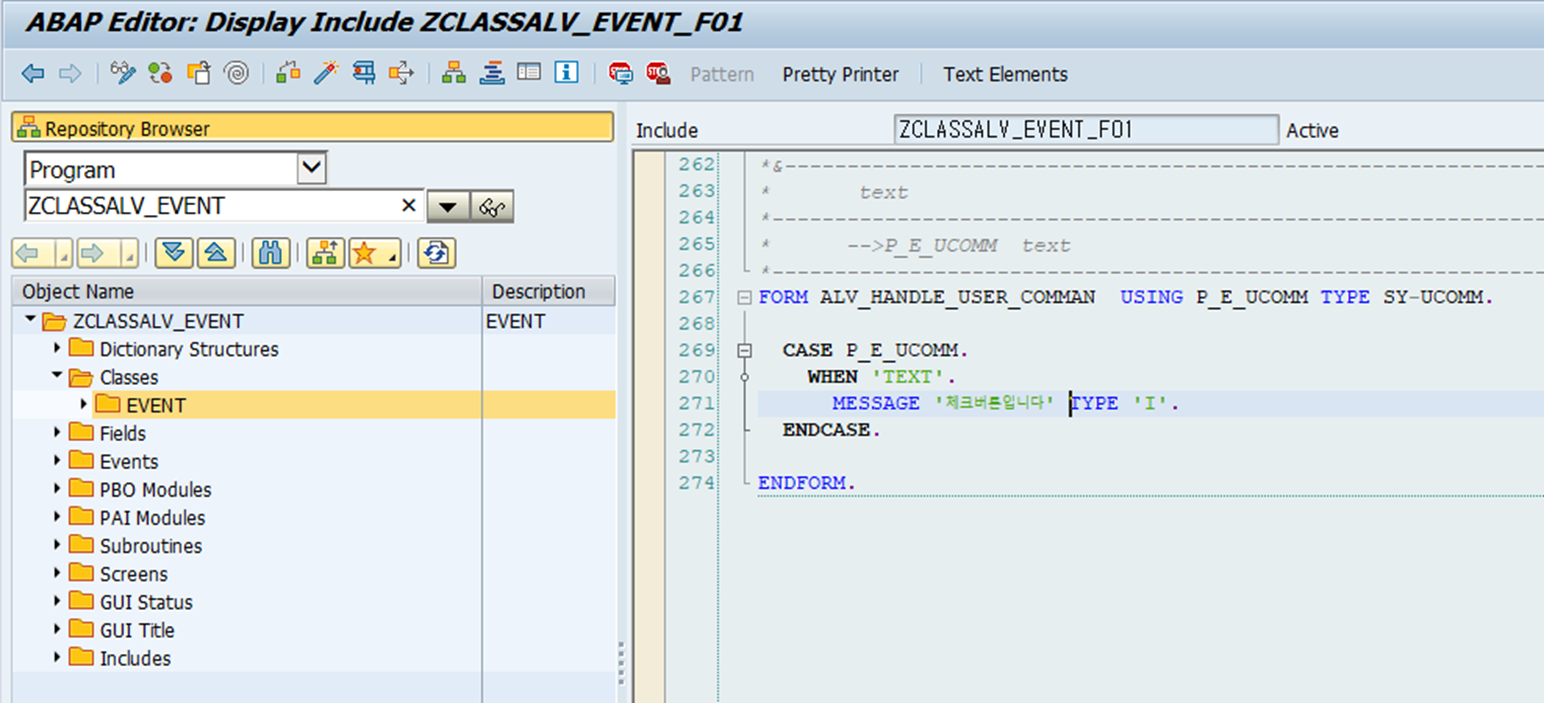 ABAP Editor: Display Include ZCLASSALV_EVENT_F01
Pattern Pretty Printer Text Elements
Repository Browser
Program
ZCLASSALV_EVENT
Object Name Description
ZCLASSALV_EVENT EVENT
Dictionary Structures
Classes
EVENT
Fields
Events
PBO Modules
PAI Modules
Subroutines
Screens
GUI Status
GUI Title
Includes
Include ZCLASSALV_EVENT_F01 Active
262 *&---------------------------------------------------------------
263 * text
264 *----------------------------------------------------------------
265 * -->P_E_UCOMM text
266 *----------------------------------------------------------------
267 FORM ALV_HANDLE_USER_COMMAN USING P_E_UCOMM TYPE SY-UCOMM.
268
269 CASE P_E_UCOMM.
270 WHEN 'TEXT'.
271 MESSAGE '체크버튼입니다' TYPE 'I'.
272 ENDCASE.
273
274 ENDFORM.